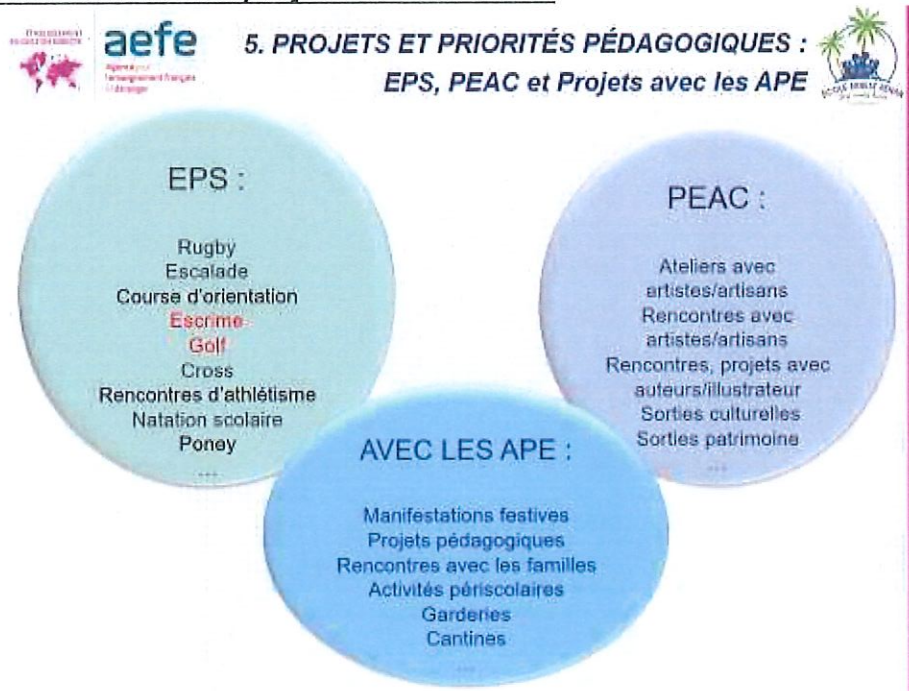 aefe
5. PROJETS ET PRIORITÉS PÉDAGOGIQUES :
EPS, PEAC et Projets avec les APE
EPS :
Rugby
Escalade
Course d'orientation
Escrime
Golf
Cross
Rencontres d'athlétisme
Natation scolaire
Poney
...
PEAC :
Ateliers avec
artistes/artisans
Rencontres avec
artistes/artisans
Rencontres, projets avec
auteurs/illustrateur
Sorties culturelles
Sorties patrimoine
...
AVEC LES APE :
Manifestations festives
Projets pédagogiques
Rencontres avec les familles
Activités périscolaires
Garderies
Cantines
...